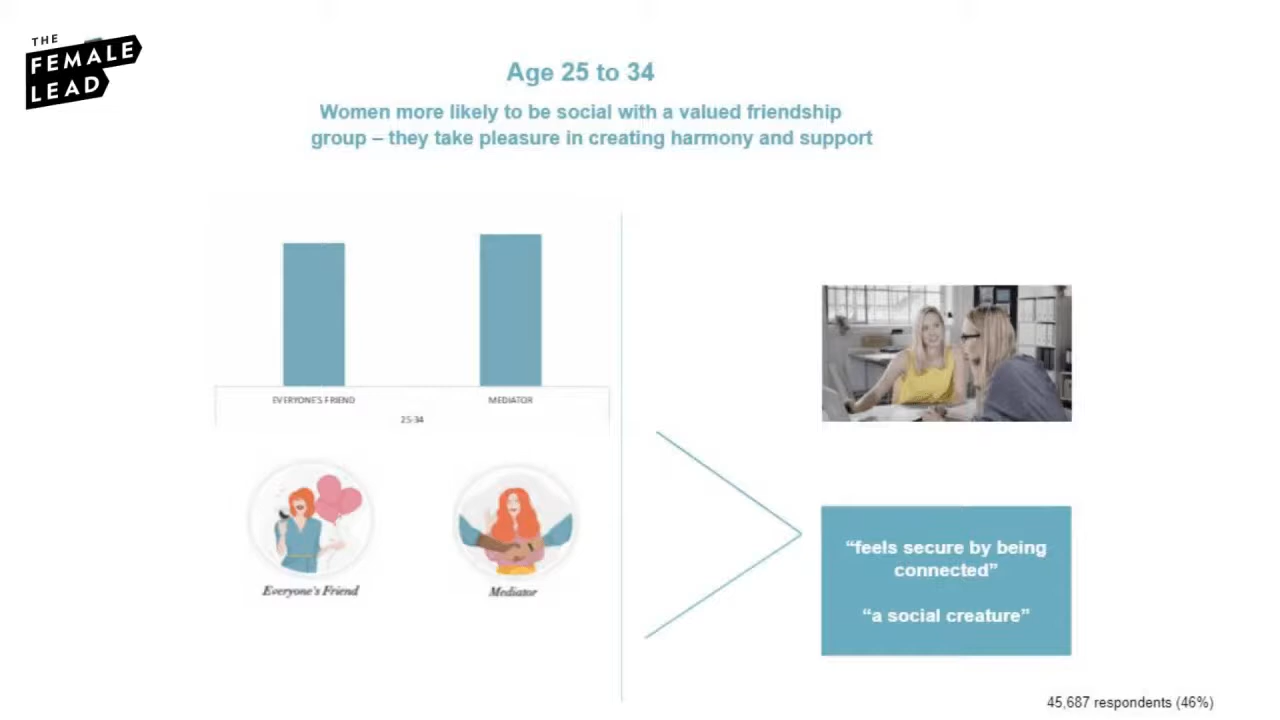 THE
FEMALE
LEAD
Age 25 to 34
Women more likely to be social with a valued friendship
group – they take pleasure in creating harmony and support
EVERYONE'S FRIEND
MEDIATOR
25-34
Everyone's Friend
Mediator
“feels secure by being
connected”
“a social creature”
45,687 respondents (46%)